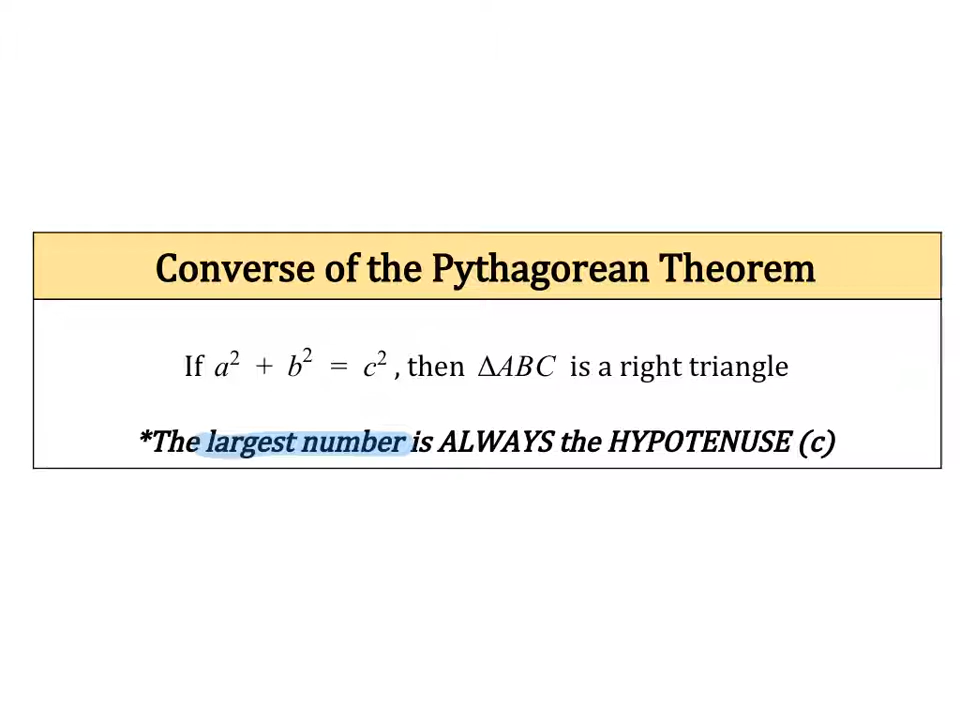 Converse of the Pythagorean Theorem
If a² + b² = c², then ΔABC is a right triangle
*The largest number is ALWAYS the HYPOTENUSE (c)